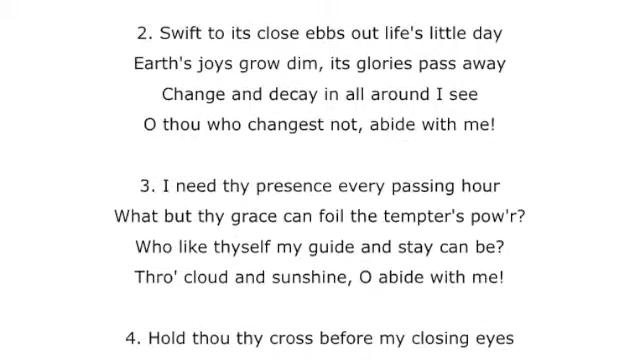 2. Swift to its close ebbs out life's little day
Earth's joys grow dim, its glories pass away
Change and decay in all around I see
O thou who changest not, abide with me!
3. I need thy presence every passing hour
What but thy grace can foil the tempter's pow'r?
Who like thyself my guide and stay can be?
Thro' cloud and sunshine, O abide with me!
4. Hold thou thy cross before my closing eyes